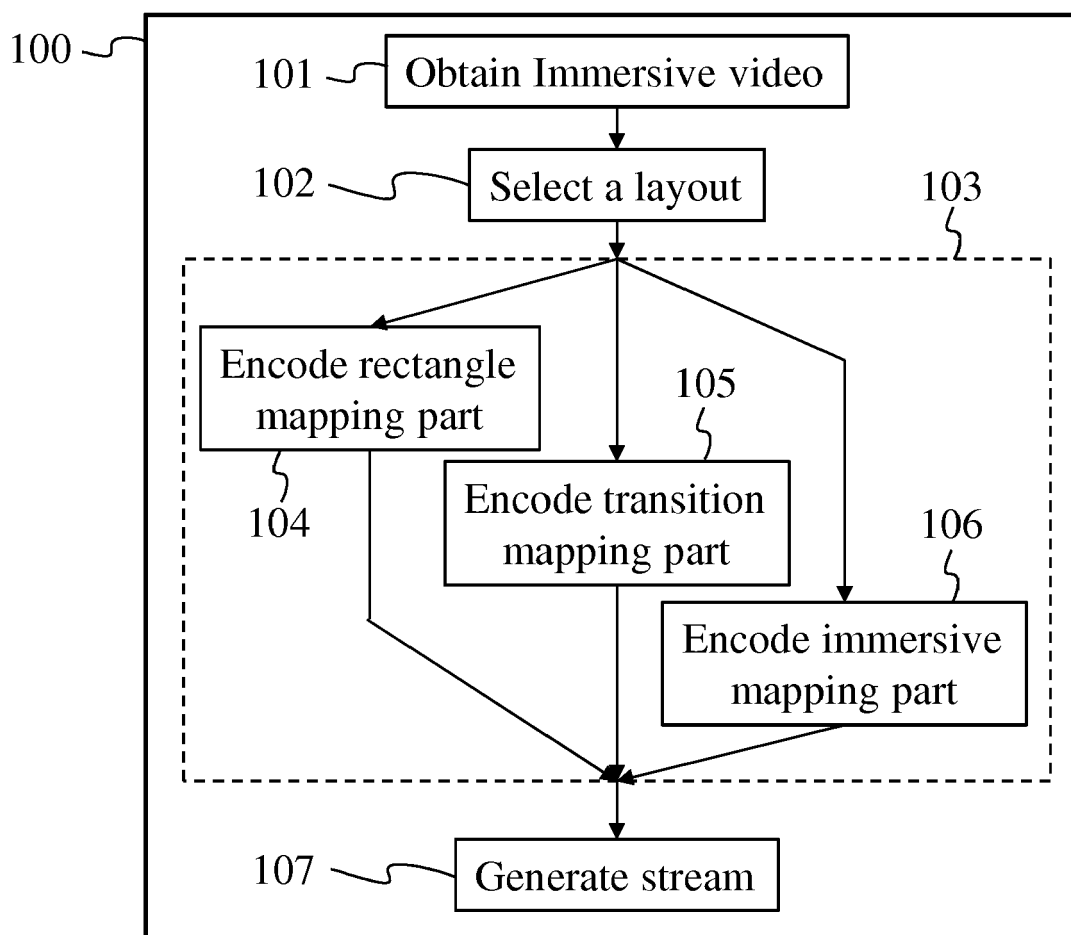 100
101
Obtain Immersive video
102
Select a layout
103
Encode rectangle
mapping part
104
105
Encode transition
mapping part
106
Encode immersive
mapping part
107
Generate stream